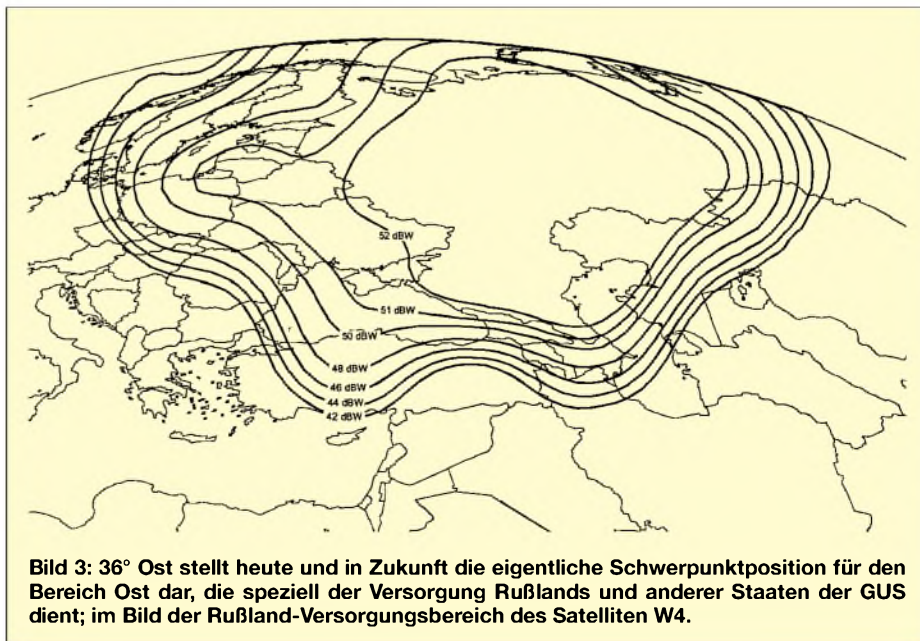 52 dBW
51 dBW
50 dBW
48 dBW
46 dBW
44 dBW
42 dBW
Bild 3: 36° Ost stellt heute und in Zukunft die eigentliche Schwerpunktposition für den
Bereich Ost dar, die speziell der Versorgung Rußlands und anderer Staaten der GUS
dient; im Bild der Rußland-Versorgungsbereich des Satelliten W4.